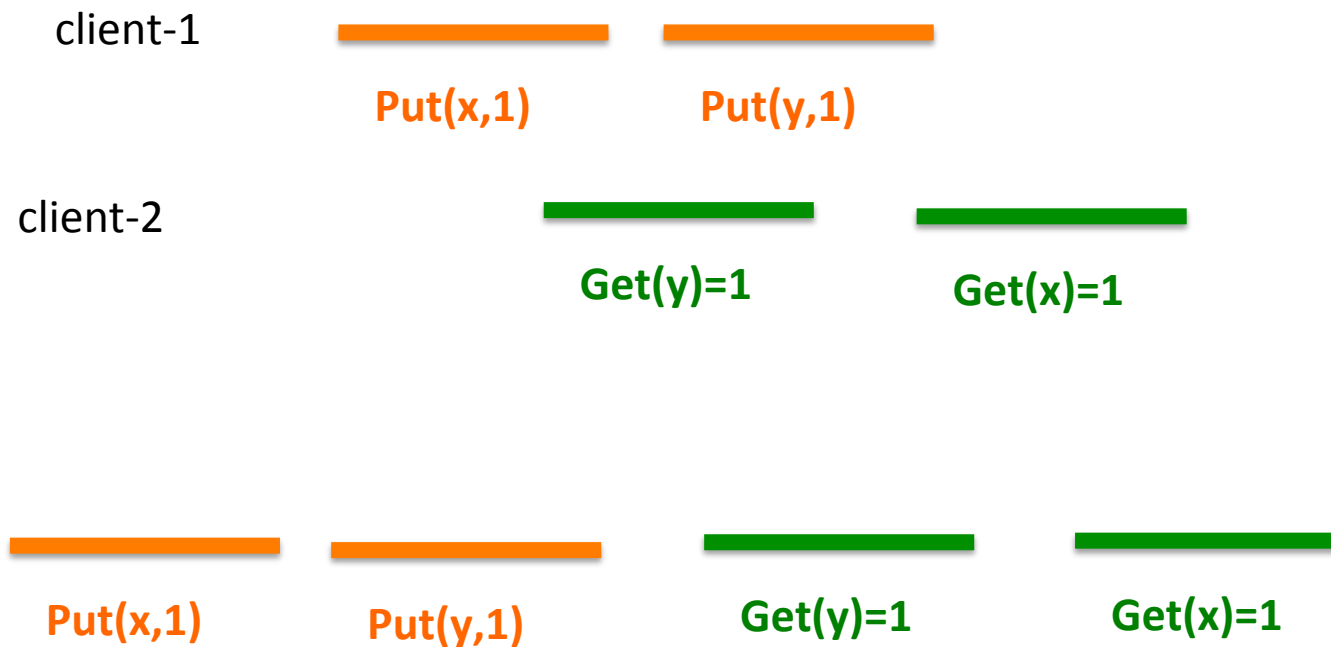 client-1
Put(x,1) Put(y,1)
client-2
Get(y)=1 Get(x)=1
Put(x,1) Put(y,1) Get(y)=1 Get(x)=1